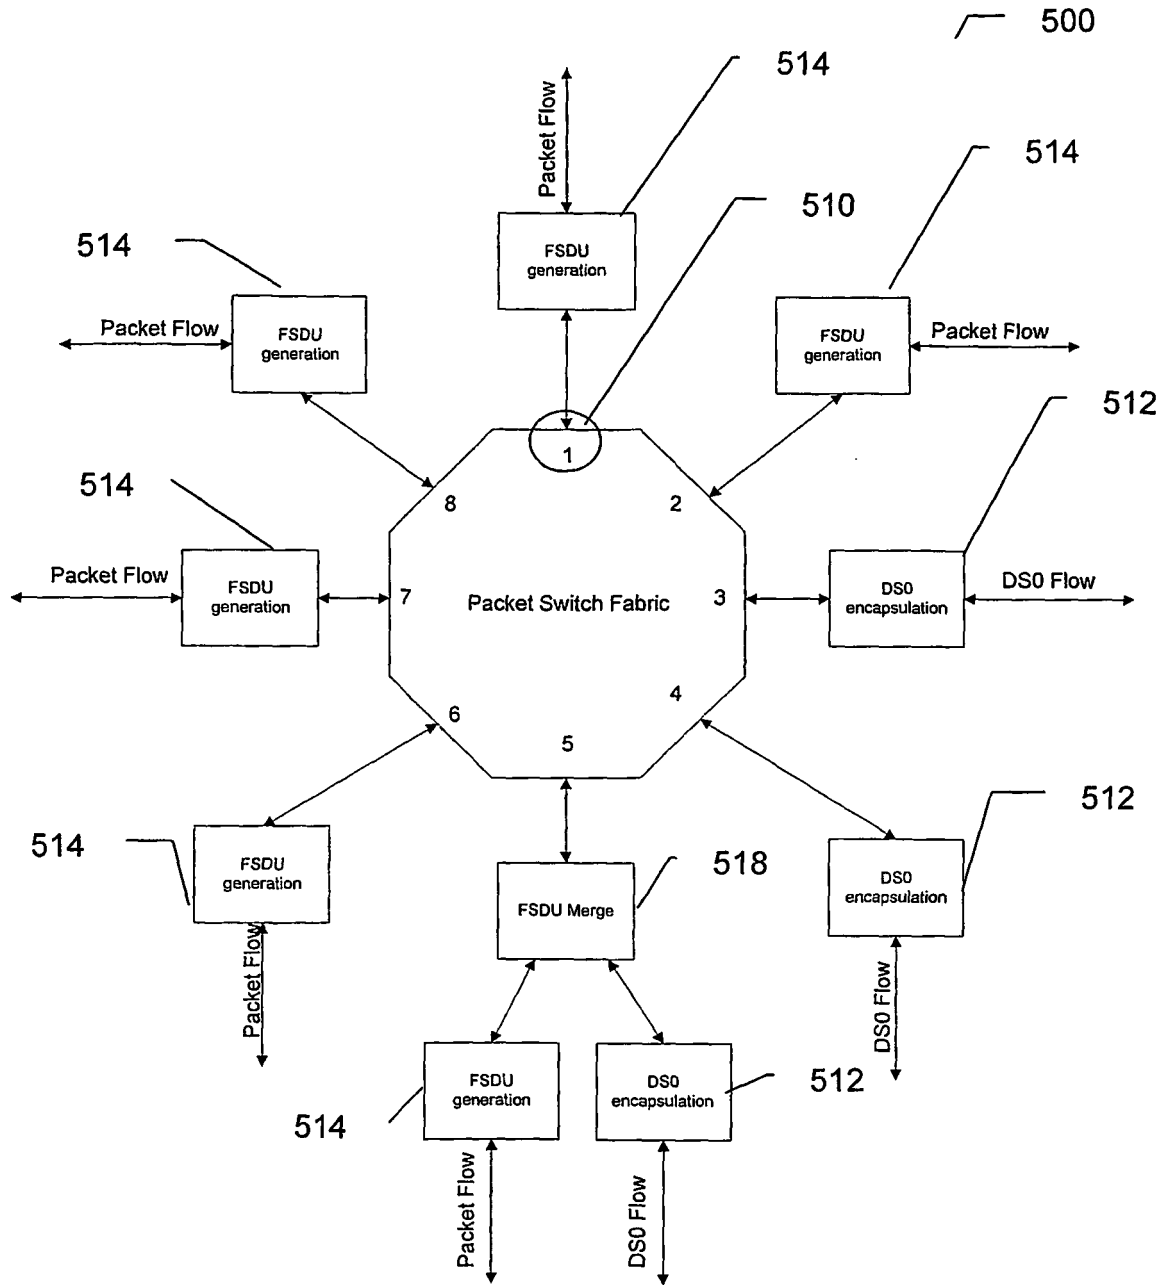 500
514
Packet Flow
514
510
FSDU
generation
514
FSDU
generation
Packet Flow
FSDU
generation
Packet Flow
512
1
8
2
514
Packet Flow
FSDU
generation
7
Packet Switch Fabric
3
DS0
encapsulation
DS0 Flow
6
4
5
514
FSDU
generation
Packet Flow
518
FSDU Merge
512
DS0
encapsulation
DS0 Flow
514
FSDU
generation
Packet Flow
512
DS0
encapsulation
DS0 Flow